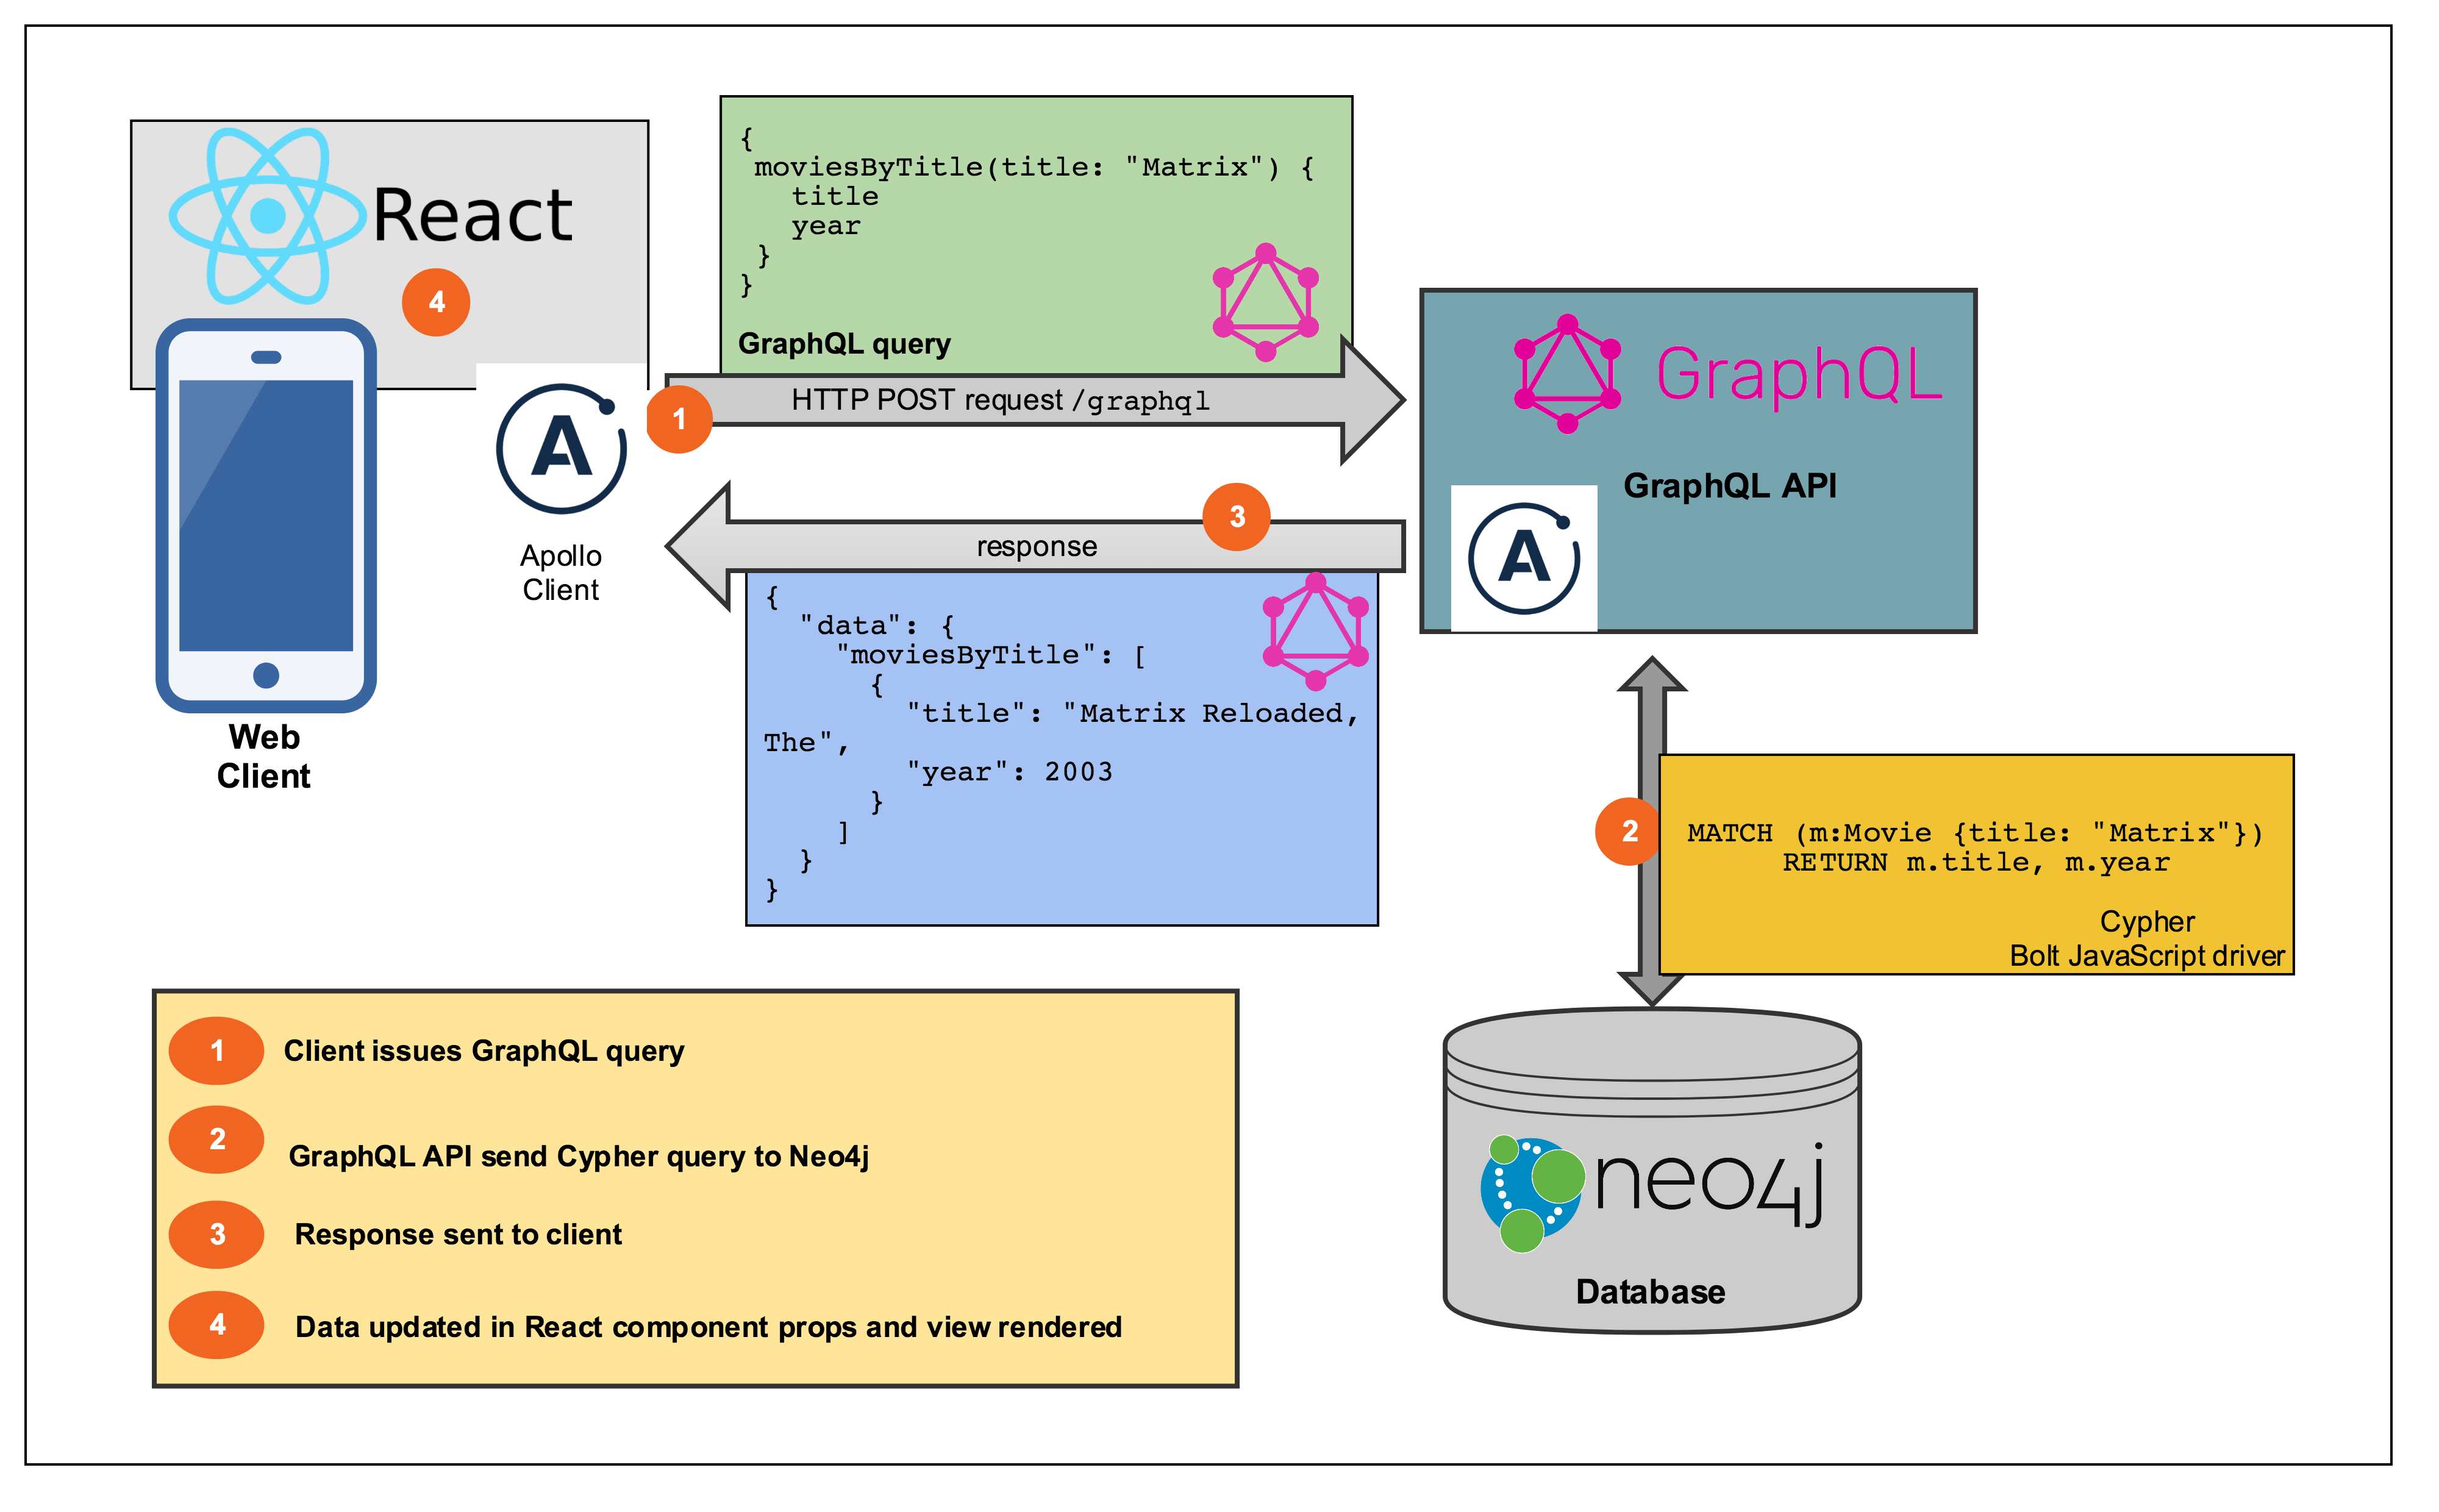 React
4
{
moviesByTitle(title: "Matrix") {
title
year
}
}
GraphQL query
HTTP POST request /graphql
1
A
Apollo
Client
Web
Client
3
response
{
"data": {
"moviesByTitle": [
{
"title": "Matrix Reloaded,
The",
"year": 2003
}
]
}
}
GraphQL
GraphQL API
A
2
MATCH (m:Movie {title: "Matrix"})
RETURN m.title, m.year
Cypher
Bolt JavaScript driver
neo4j
Database
1 Client issues GraphQL query
2 GraphQL API send Cypher query to Neo4j
3 Response sent to client
4 Data updated in React component props and view rendered